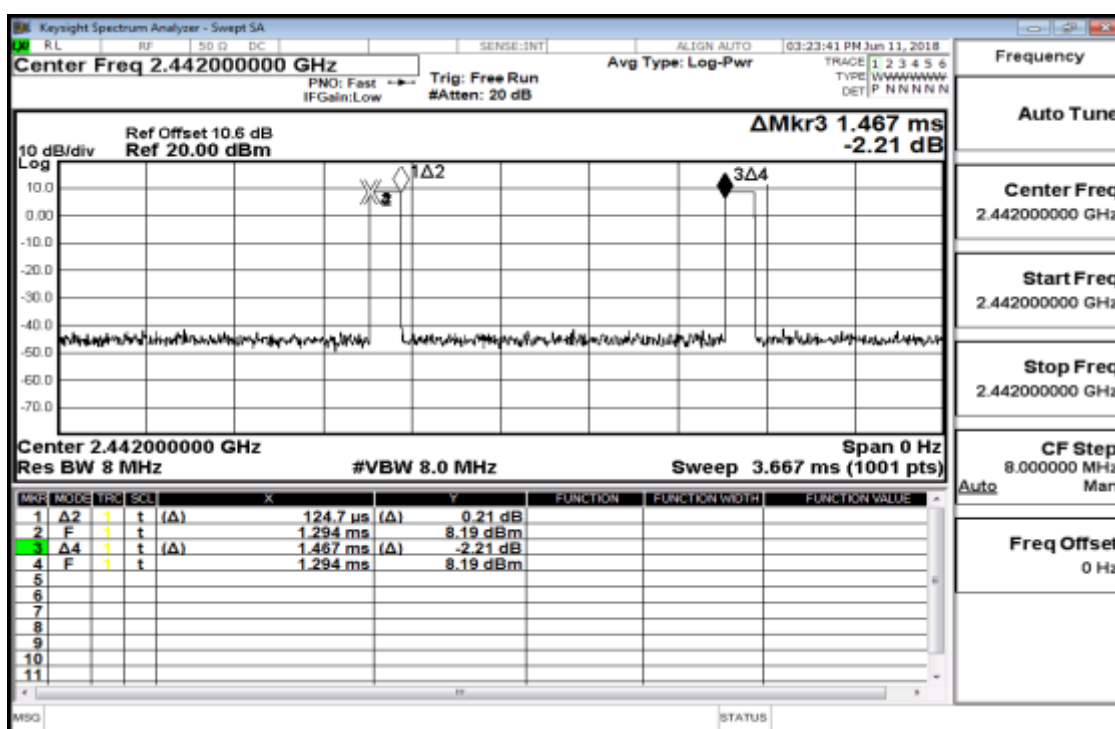 Keysight Spectrum Analyzer - Swept SA
RL RF 50 Ω DC SENSE:INT ALIGN AUTO 03:23:41 PM Jun 11, 2018
Center Freq 2.442000000 GHz
PNO: Fast
IFGain:Low
Trig: Free Run
#Atten: 20 dB
Avg Type: Log-Pwr
TRACE 1 2 3 4 5 6
TYPE WWWWWW
DET P N N N N N
Ref Offset 10.6 dB
Ref 20.00 dBm
10 dB/div
Log
ΔMkr3 1.467 ms
-2.21 dB
1Δ2
3Δ4
10.0
0.00
-10.0
-20.0
-30.0
-40.0
-50.0
-60.0
-70.0
Center 2.442000000 GHz
Span 0 Hz
Res BW 8 MHz
#VBW 8.0 MHz
Sweep 3.667 ms (1001 pts)
MKR MODE TRC SCL X Y FUNCTION FUNCTION WIDTH FUNCTION VALUE
1 Δ2 1 t (Δ) 124.7 μs (Δ) 0.21 dB
2 F 1 t 1.294 ms 8.19 dBm
3 Δ4 1 t (Δ) 1.467 ms (Δ) -2.21 dB
4 F 1 t 1.294 ms 8.19 dBm
5
6
7
8
9
10
11
MSG
STATUS
Frequency
Auto Tune
Center Freq
2.442000000 GHz
Start Freq
2.442000000 GHz
Stop Freq
2.442000000 GHz
CF Step
8.000000 MHz
Auto Man
Freq Offset
0 Hz